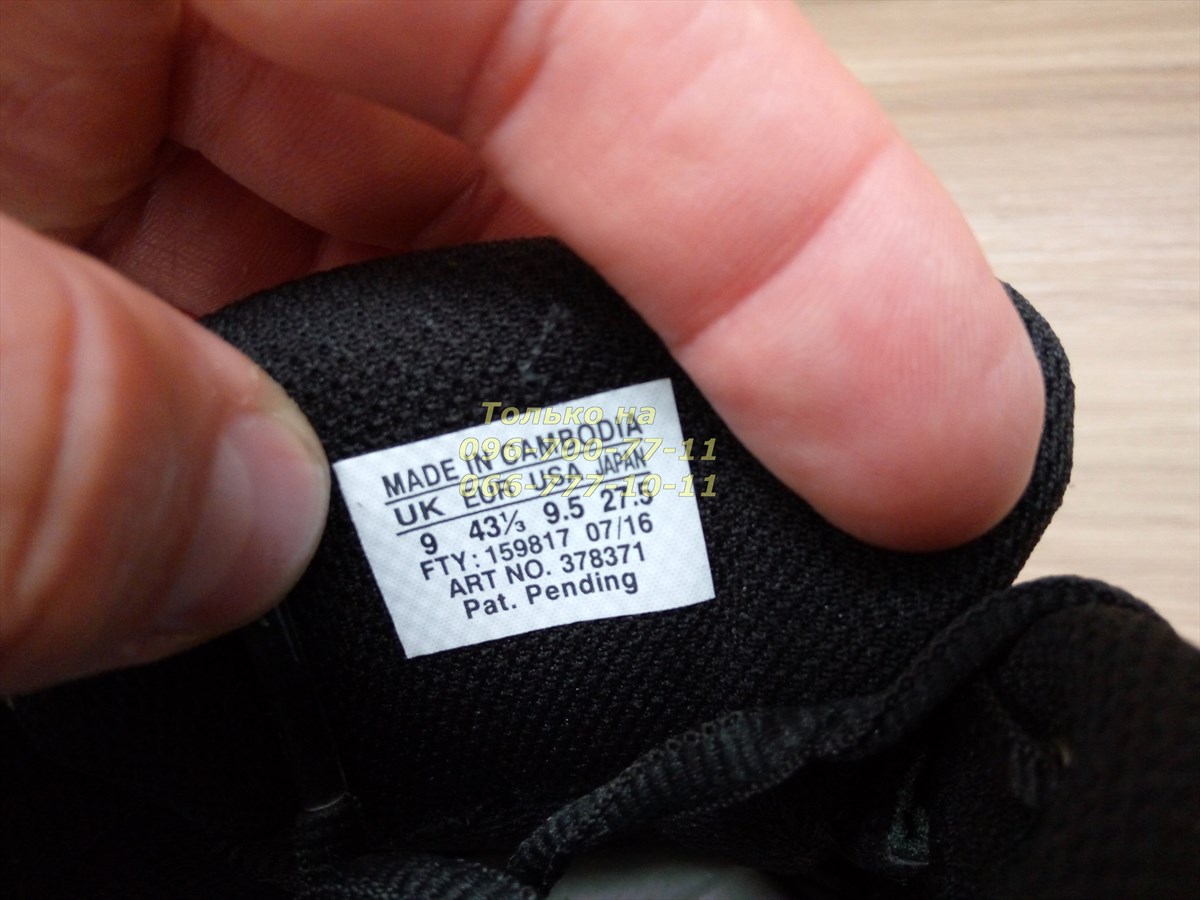 MADE IN CAMBODIA
UK EUR USA JAPAN
9 43⅓ 9.5 27.5
FTY: 159817 07/16
ART NO. 378371
Pat. Pending
Только на
096-700-77-11
066-777-10-11